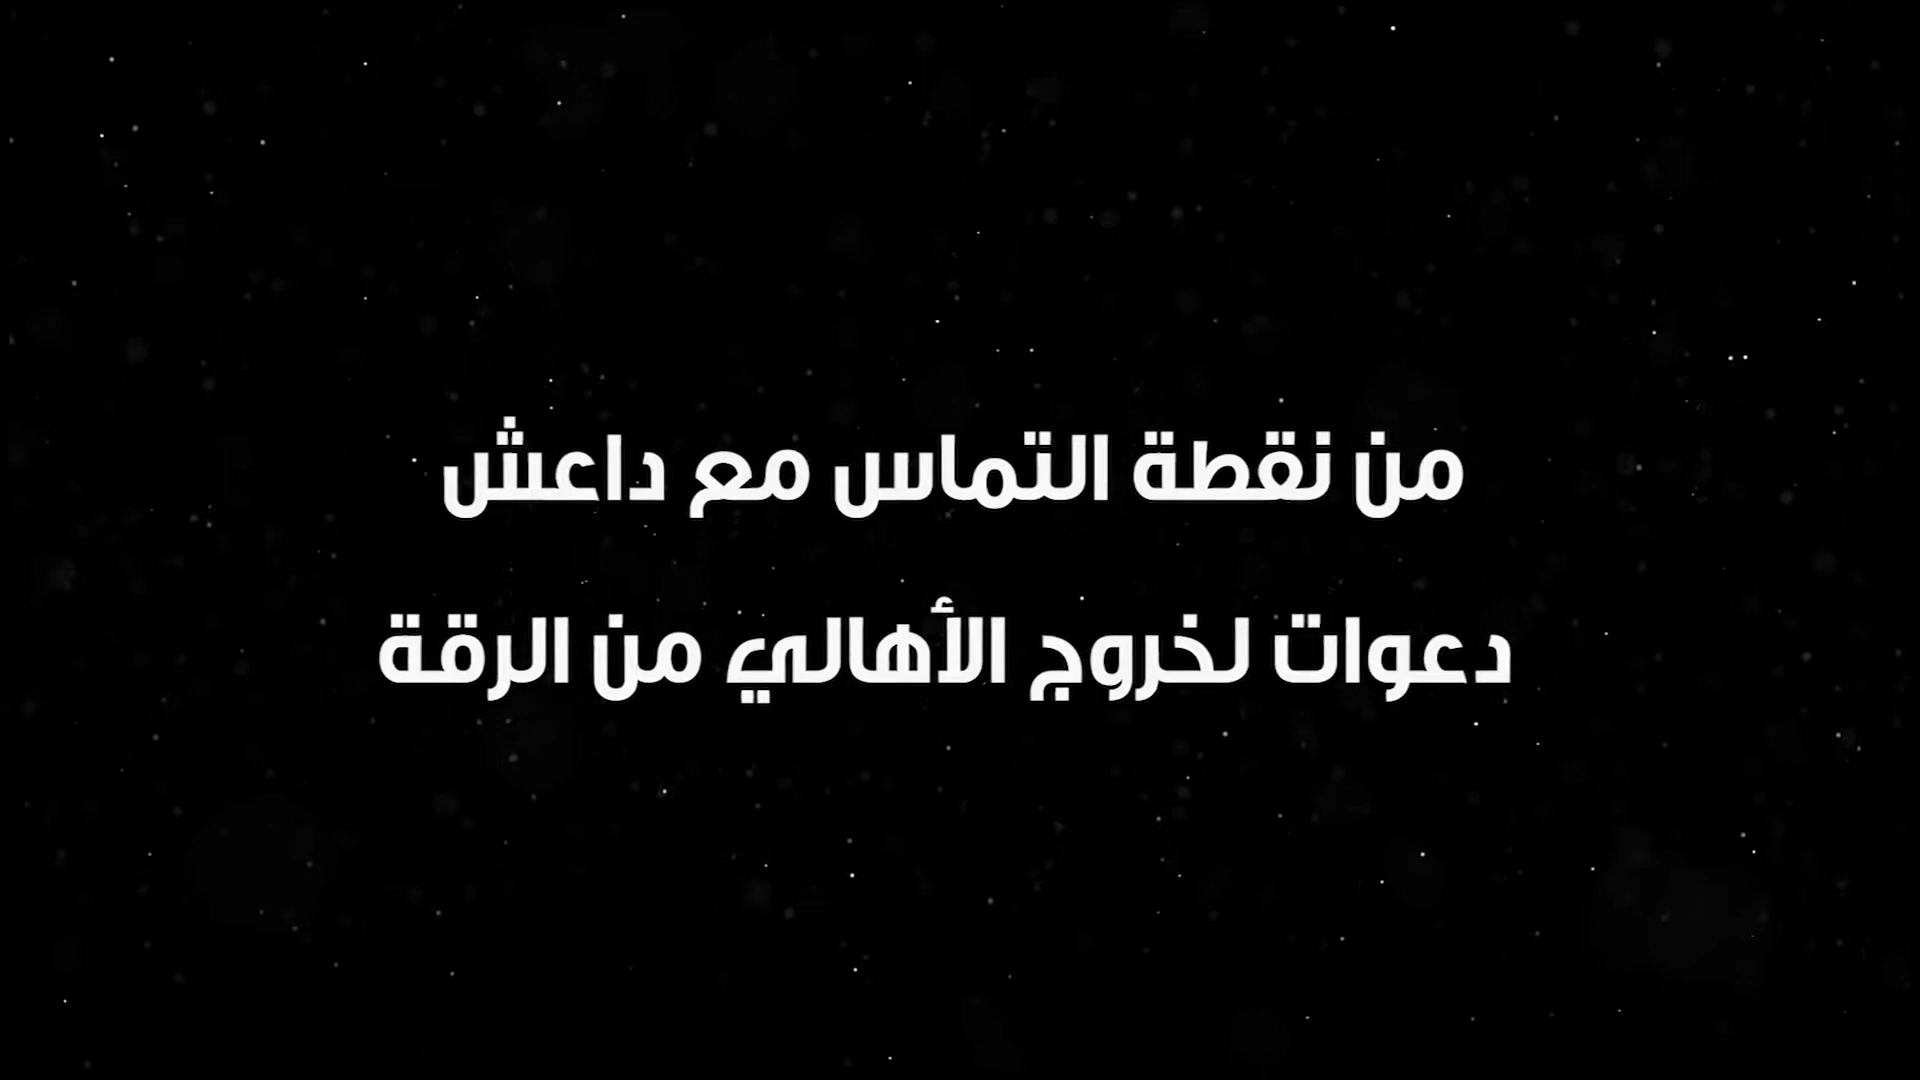 من نقطة التماس مع داعش
دعوات لخروج الأهالي من الرقة